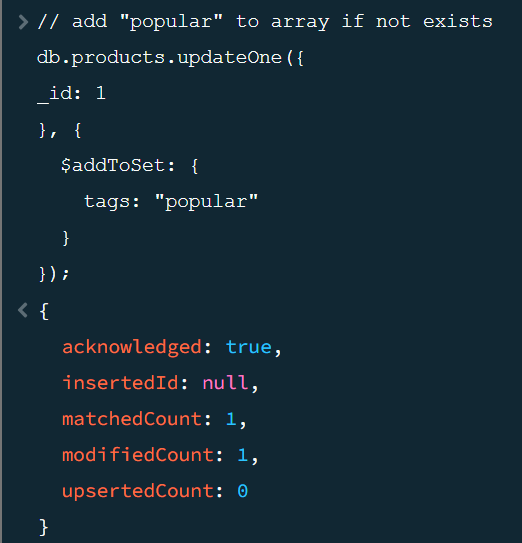 > // add "popular" to array if not exists
db.products.updateOne({
_id: 1
}, {
  $addToSet: {
    tags: "popular"
  }
});
< {
  acknowledged: true,
  insertedId: null,
  matchedCount: 1,
  modifiedCount: 1,
  upsertedCount: 0
}